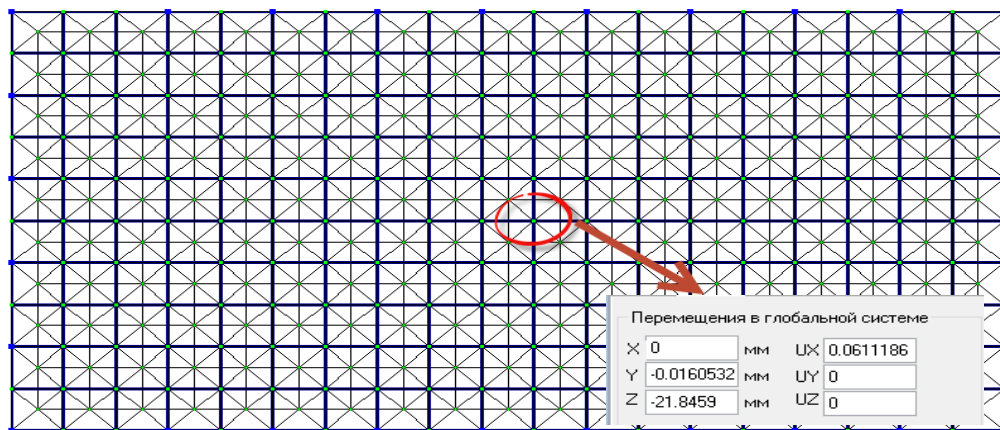 Перемещения в глобальной системе
X 0 мм UX 0.0611186
Y -0.0160532 мм UY 0
Z -21.8459 мм UZ 0